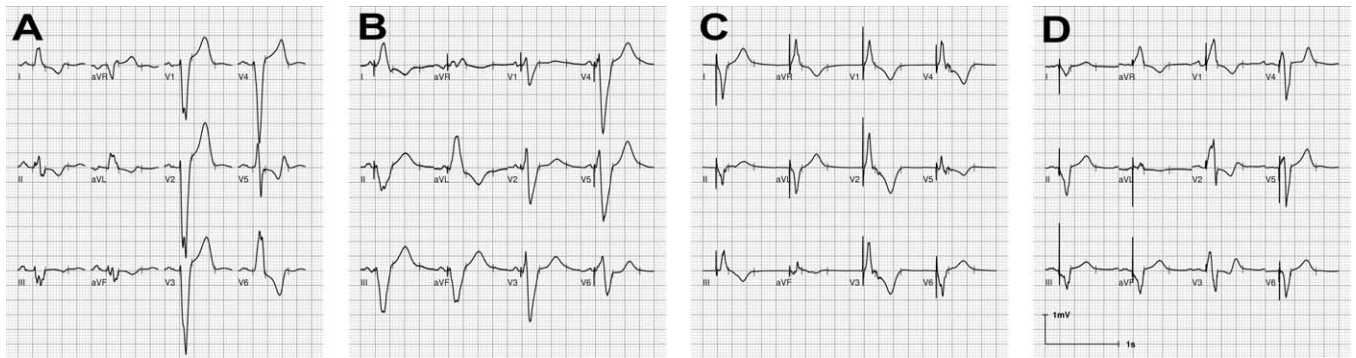 A B C D
I aVR V1 V4 I aVR V1 V4 I aVR V1 V4 I aVR V1 V4
II aVL V2 V5 II aVL V2 V5 II aVL V2 V5 II aVL V2 V5
III aVF V3 V6 III aVF V3 V6 III aVF V3 V6 III aVF V3 V6
1mV
1s